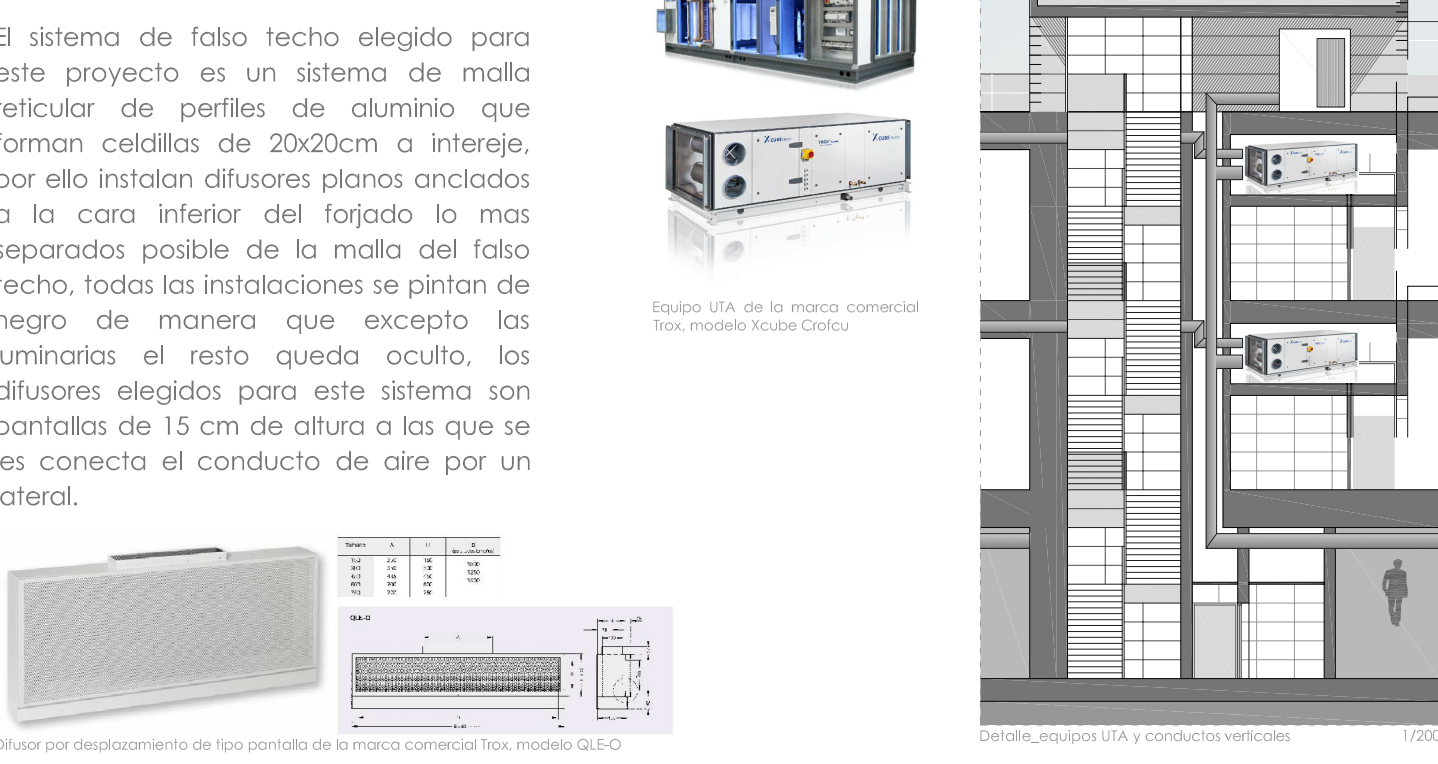 El sistema de falso techo elegido para
este proyecto es un sistema de malla
reticular de perfiles de aluminio que
forman celdillas de 20x20cm a intereje,
por ello instalan difusores planos anclados
a la cara inferior del forjado lo mas
separados posible de la malla del falso
techo, todas las instalaciones se pintan de
negro de manera que excepto las
luminarias el resto queda oculto, los
difusores elegidos para este sistema son
pantallas de 15 cm de altura a las que se
les conecta el conducto de aire por un
lateral.
Tamaño A H B
QLE-O
Difusor por desplazamiento de tipo pantalla de la marca comercial Trox, modelo QLE-O
XCUBE
TROX
XCUBE
Equipo UTA de la marca comercial
Trox, modelo Xcube Crofcu
Detalle_equipos UTA y conductos verticales 1/200